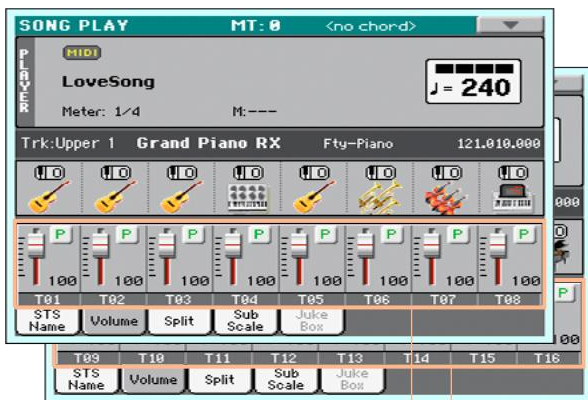 SONG PLAY MT: 0 <no chord>
PLAYER
MIDI
LoveSong
♩= 240
Meter: 1/4 M:---
Trk:Upper 1 Grand Piano RX Fty-Piano 121.010.000
000
P P P P P P P P
100 100 100 100 100 100 100 100
T01 T02 T03 T04 T05 T06 T07 T08
P
00
STS Name Volume Split Sub Scale Juke Box
T09 T10 T11 T12 T13 T14 T15 T16
STS Name Volume Split Sub Scale Juke Box